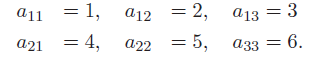 a₁₁ = 1, a₁₂ = 2, a₁₃ = 3
a₂₁ = 4, a₂₂ = 5, a₃₃ = 6.